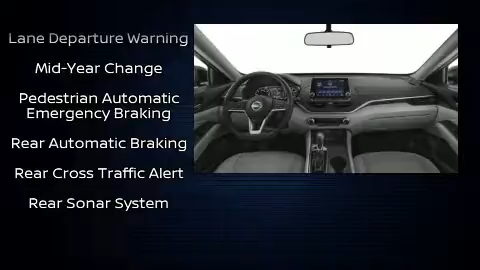 Lane Departure Warning
Mid-Year Change
Pedestrian Automatic
Emergency Braking
Rear Automatic Braking
Rear Cross Traffic Alert
Rear Sonar System